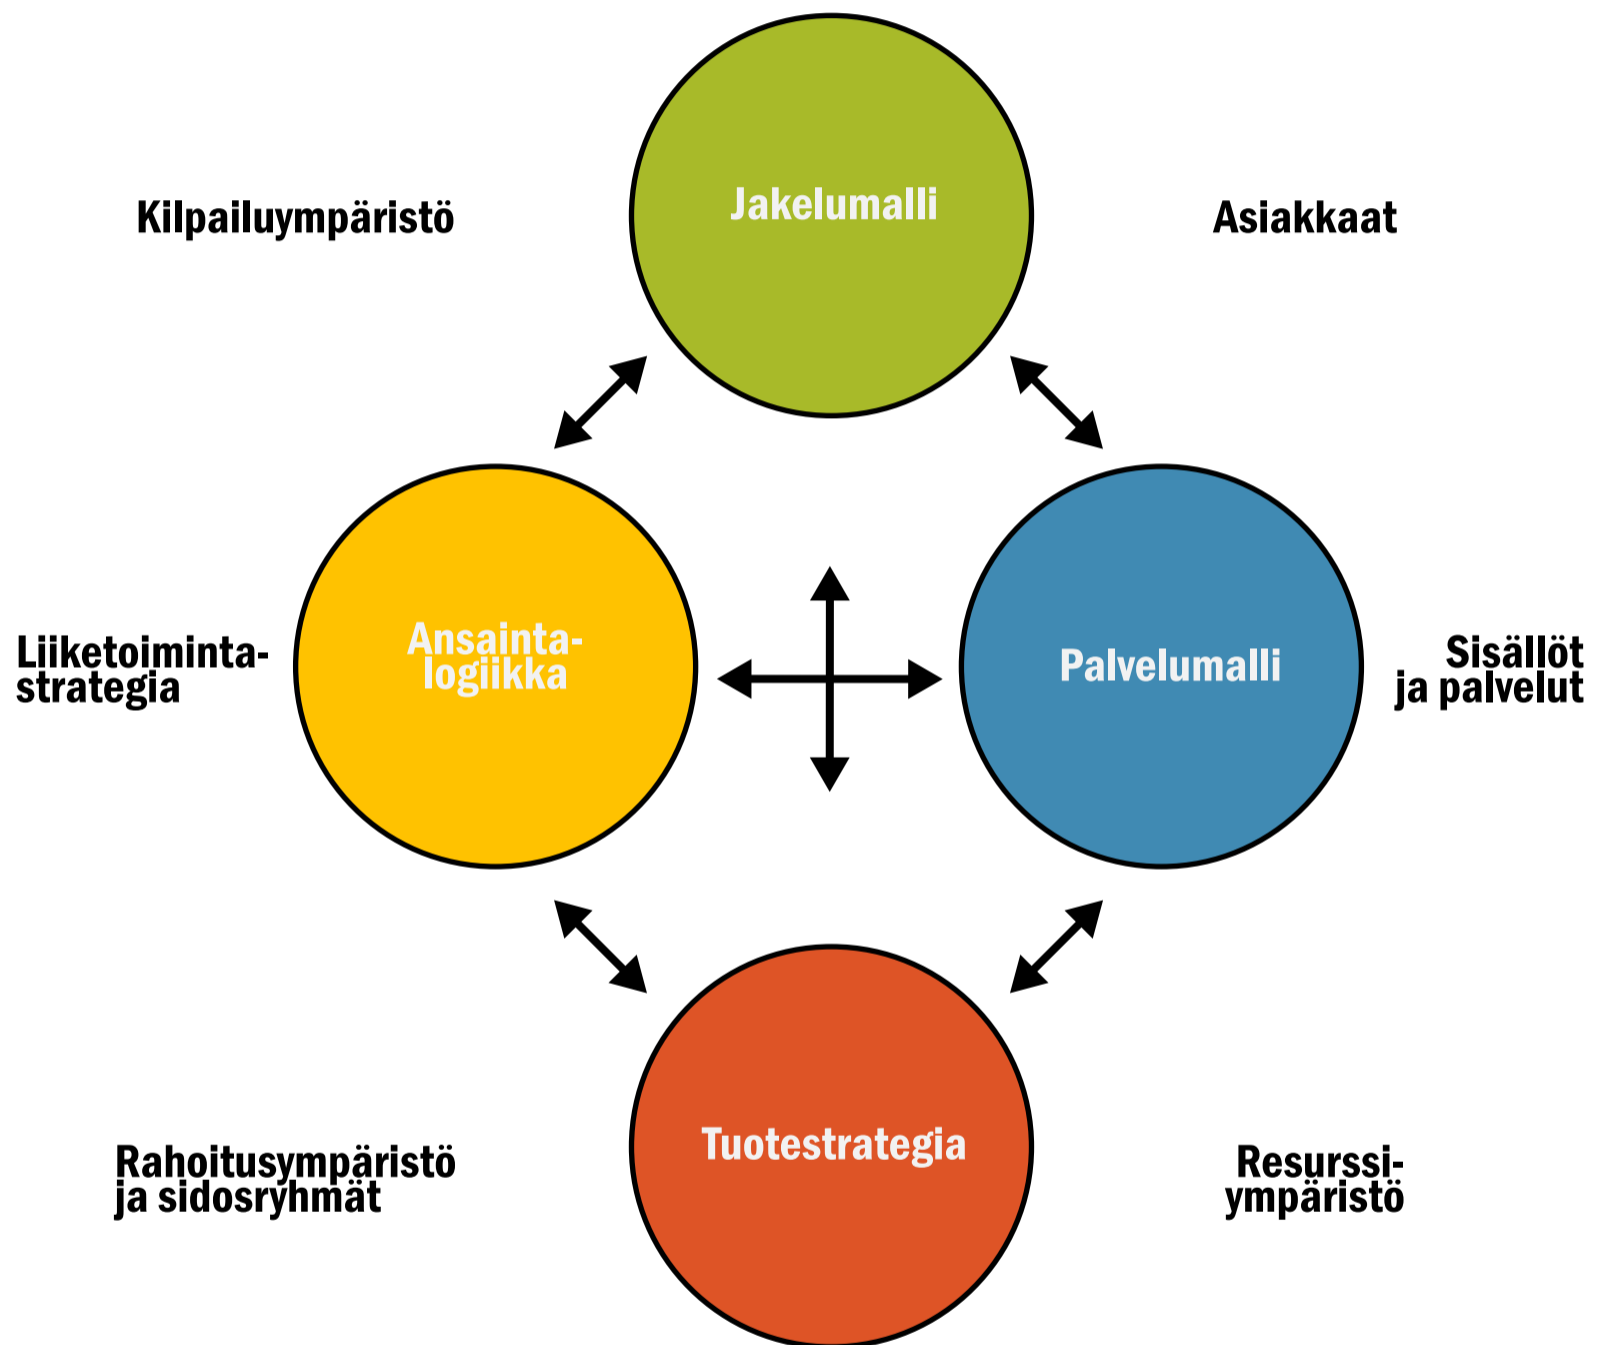 Jakelumalli
Kilpailuympäristö
Asiakkaat
Ansainta-
logiikka
Palvelumalli
Liiketoiminta-
strategia
Sisällöt
ja palvelut
Tuotestrategia
Rahoitusympäristö
ja sidosryhmät
Resurssi-
ympäristö